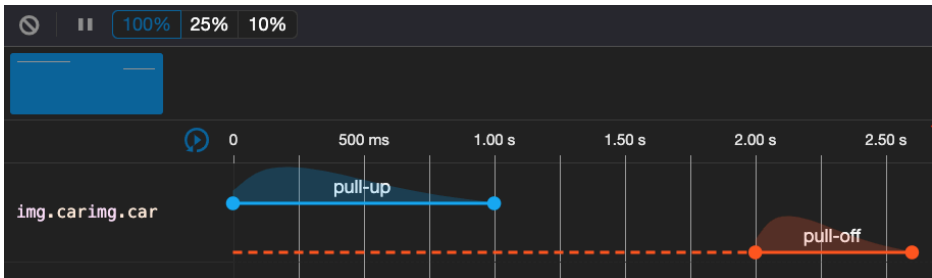 100% 25% 10%
0 500 ms 1.00 s 1.50 s 2.00 s 2.50 s
pull-up
img.carimg.car
pull-off